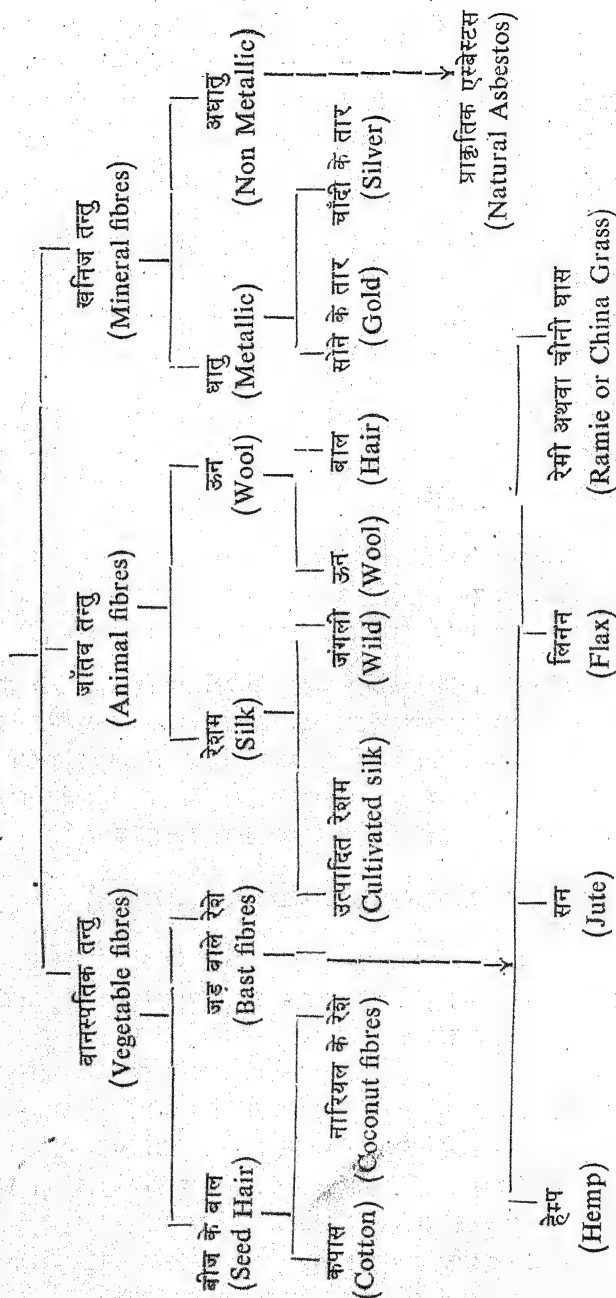 वानस्पतिक तन्तु
(Vegetable fibres)
जाँतव तन्तु
(Animal fibres)
खनिज तन्तु
(Mineral fibres)
बीज के बाल
(Seed Hair)
जड़ वाले रेशे
(Bast fibres)
रेशम
(Silk)
ऊन
(Wool)
धातु
(Metallic)
अधातु
(Non Metallic)
कपास
(Cotton)
नारियल के रेशे
(Coconut fibres)
उत्पादित रेशम
(Cultivated silk)
जंगली
(Wild)
ऊन
(Wool)
बाल
(Hair)
सोने के तार
(Gold)
चाँदी के तार
(Silver)
प्राकृतिक एस्बेस्टस
(Natural Asbestos)
हैम्प
(Hemp)
सन
(Jute)
लिनन
(Flax)
रेमी अथवा चीनी घास
(Ramie or China Grass)